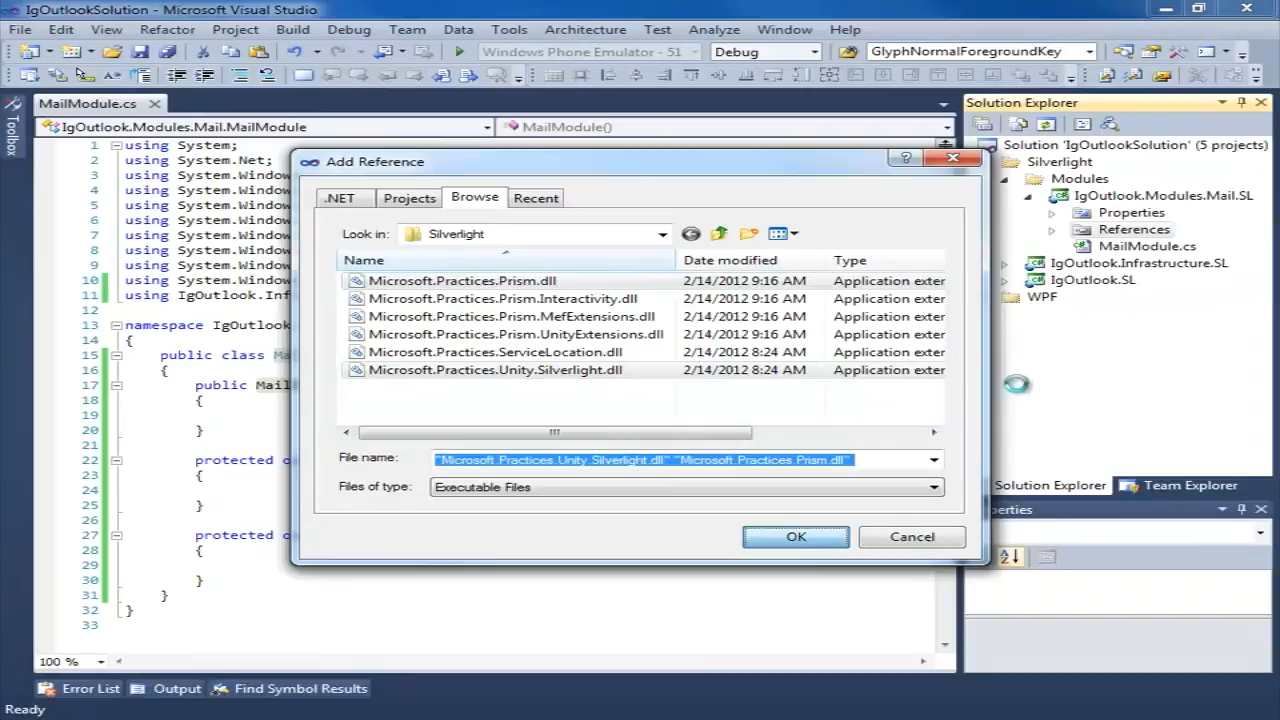 IgOutlookSolution - Microsoft Visual Studio
File Edit View Refactor Project Build Debug Team Data Tools Architecture Test Analyze Window Help
Windows Phone Emulator - 51 Debug GlyphNormalForegroundKey
MailModule.cs
Solution Explorer
Toolbox
IgOutlook.Modules.Mail.MailModule MailModule()
1 using System;
2 using System.Net;
3 using System.Window
4 using System.Window
5 using System.Window
6 using System.Window
7 using System.Window
8 using System.Window
9 using System.Window
10 using System.Window
11 using IgOutlook.Inf
12
13 namespace IgOutlook
14 {
15 public class Ma
16 {
17 public Mail
18 {
19
20 }
21
22 protected o
23 {
24
25 }
26
27 protected o
28 {
29
30 }
31 }
32 }
33
100 %
Add Reference
.NET Projects Browse Recent
Look in: Silverlight
Name Date modified Type
Microsoft.Practices.Prism.dll 2/14/2012 9:16 AM Application exter
Microsoft.Practices.Prism.Interactivity.dll 2/14/2012 9:16 AM Application exter
Microsoft.Practices.Prism.MefExtensions.dll 2/14/2012 9:16 AM Application exter
Microsoft.Practices.Prism.UnityExtensions.dll 2/14/2012 9:16 AM Application exter
Microsoft.Practices.ServiceLocation.dll 2/14/2012 8:24 AM Application exter
Microsoft.Practices.Unity.Silverlight.dll 2/14/2012 8:24 AM Application exter
File name: "Microsoft.Practices.Unity.Silverlight.dll" "Microsoft.Practices.Prism.dll"
Files of type: Executable Files
OK Cancel
Solution 'IgOutlookSolution' (5 projects)
Silverlight
Modules
IgOutlook.Modules.Mail.SL
Properties
References
MailModule.cs
IgOutlook.Infrastructure.SL
IgOutlook.SL
WPF
Solution Explorer Team Explorer
perties
Error List Output Find Symbol Results
Ready